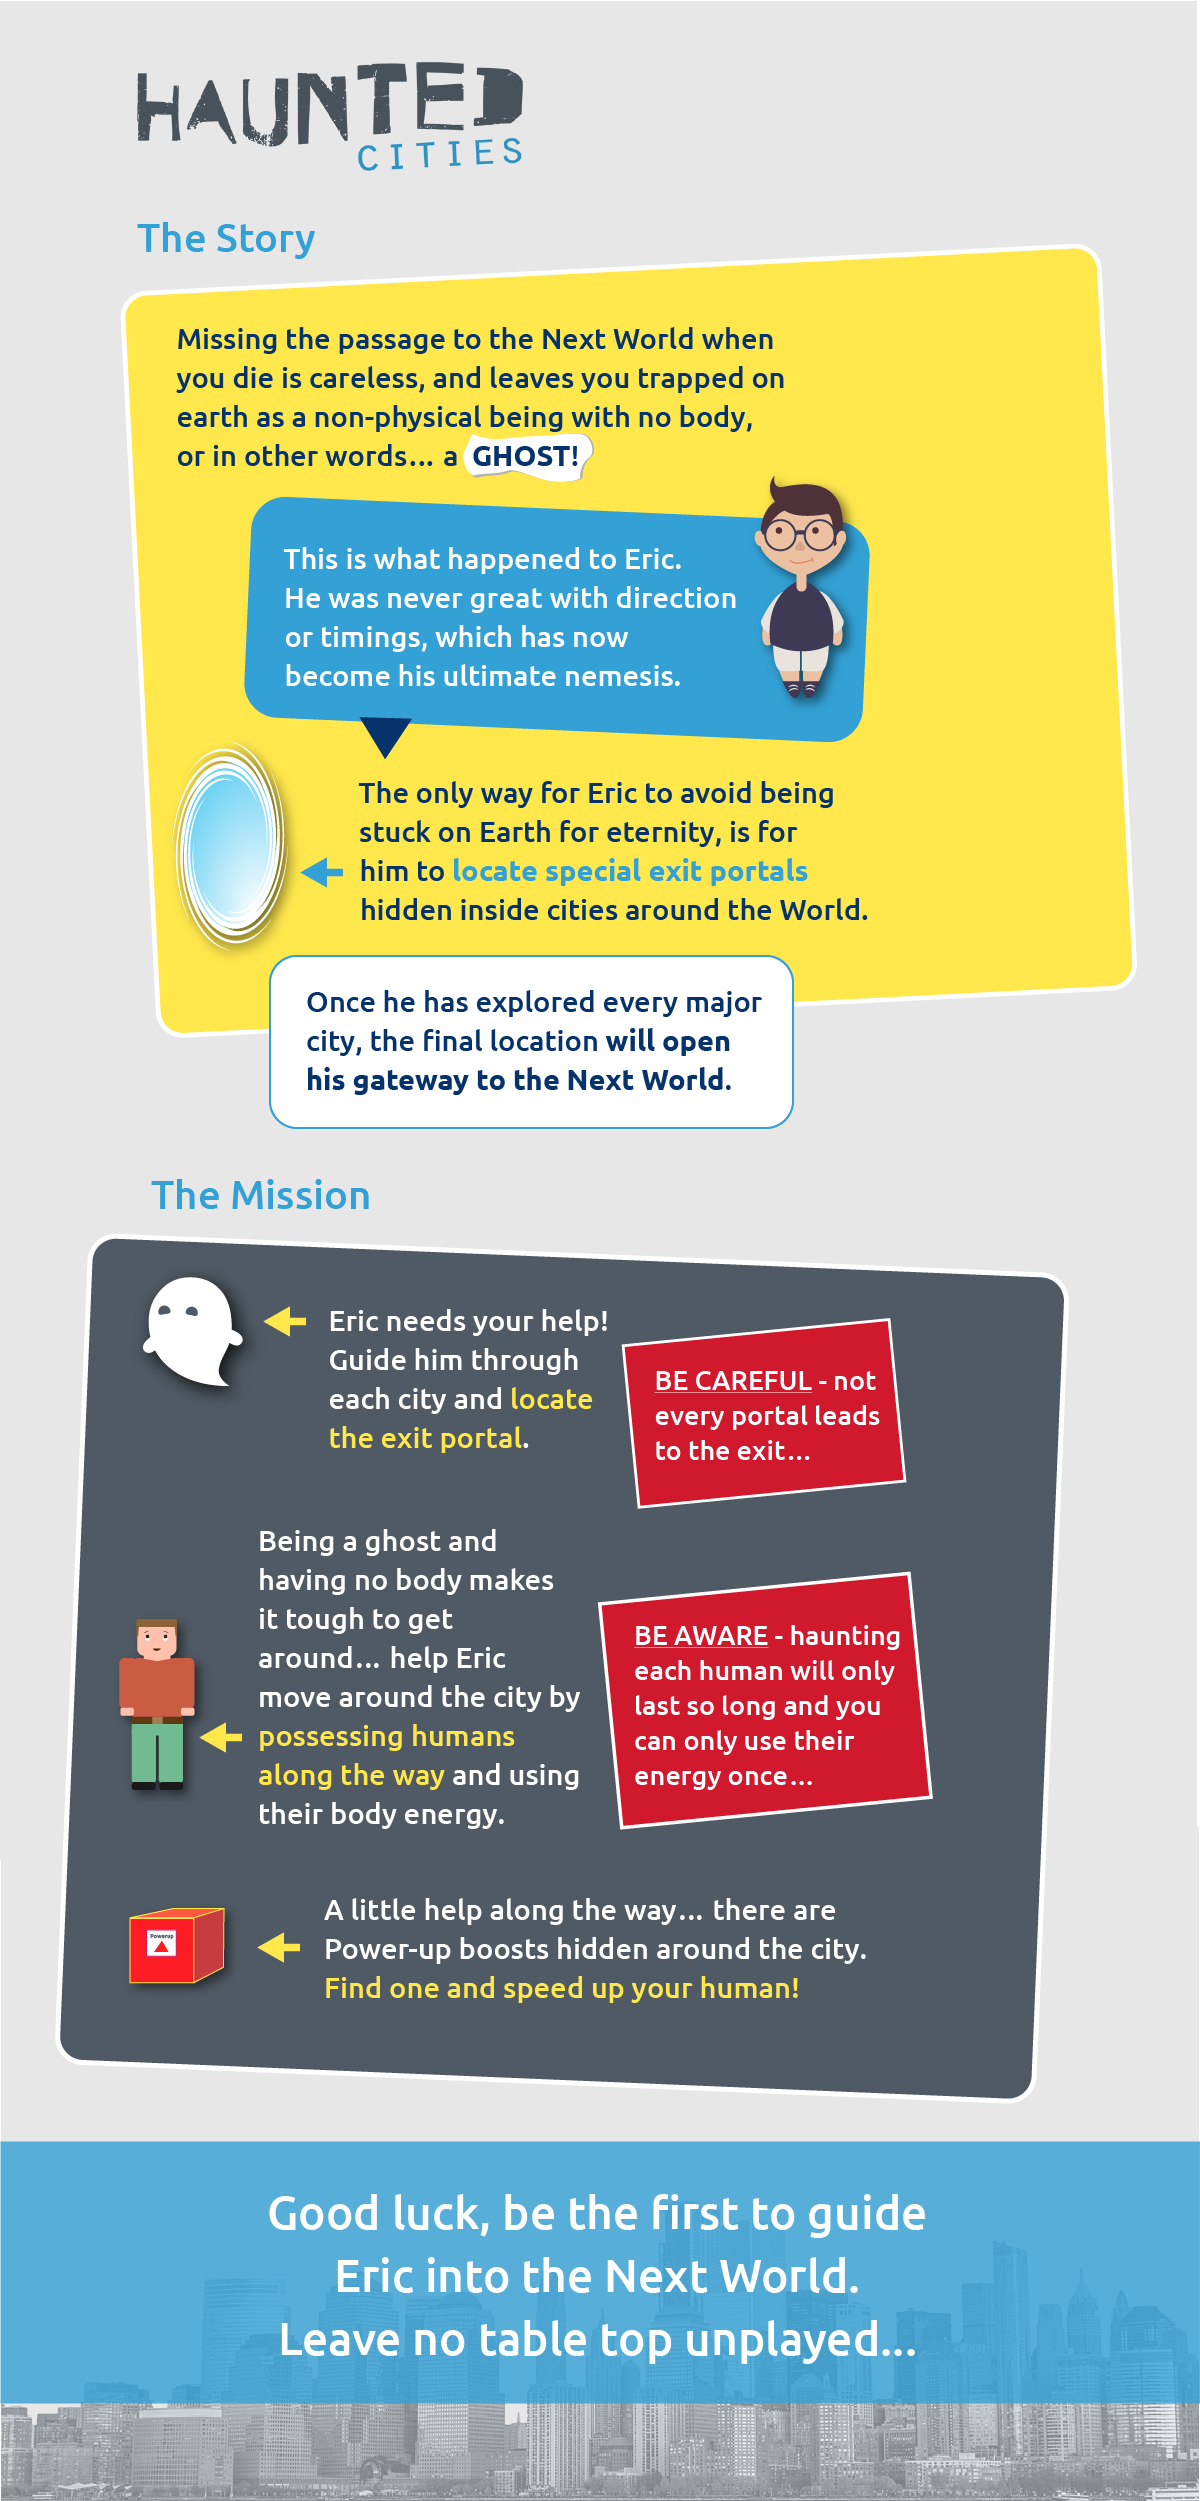 HAUNTED
CITIES
The Story
Missing the passage to the Next World when
you die is careless, and leaves you trapped on
earth as a non-physical being with no body,
or in other words... a GHOST!
This is what happened to Eric.
He was never great with direction
or timings, which has now
become his ultimate nemesis.
The only way for Eric to avoid being
stuck on Earth for eternity, is for
him to locate special exit portals
hidden inside cities around the World.
Once he has explored every major
city, the final location will open
his gateway to the Next World.
The Mission
Eric needs your help!
Guide him through
each city and locate
the exit portal.
BE CAREFUL - not
every portal leads
to the exit...
Being a ghost and
having no body makes
it tough to get
around... help Eric
move around the city by
possessing humans
along the way and using
their body energy.
BE AWARE - haunting
each human will only
last so long and you
can only use their
energy once...
Powerup
A little help along the way... there are
Power-up boosts hidden around the city.
Find one and speed up your human!
Good luck, be the first to guide
Eric into the Next World.
Leave no table top unplayed...